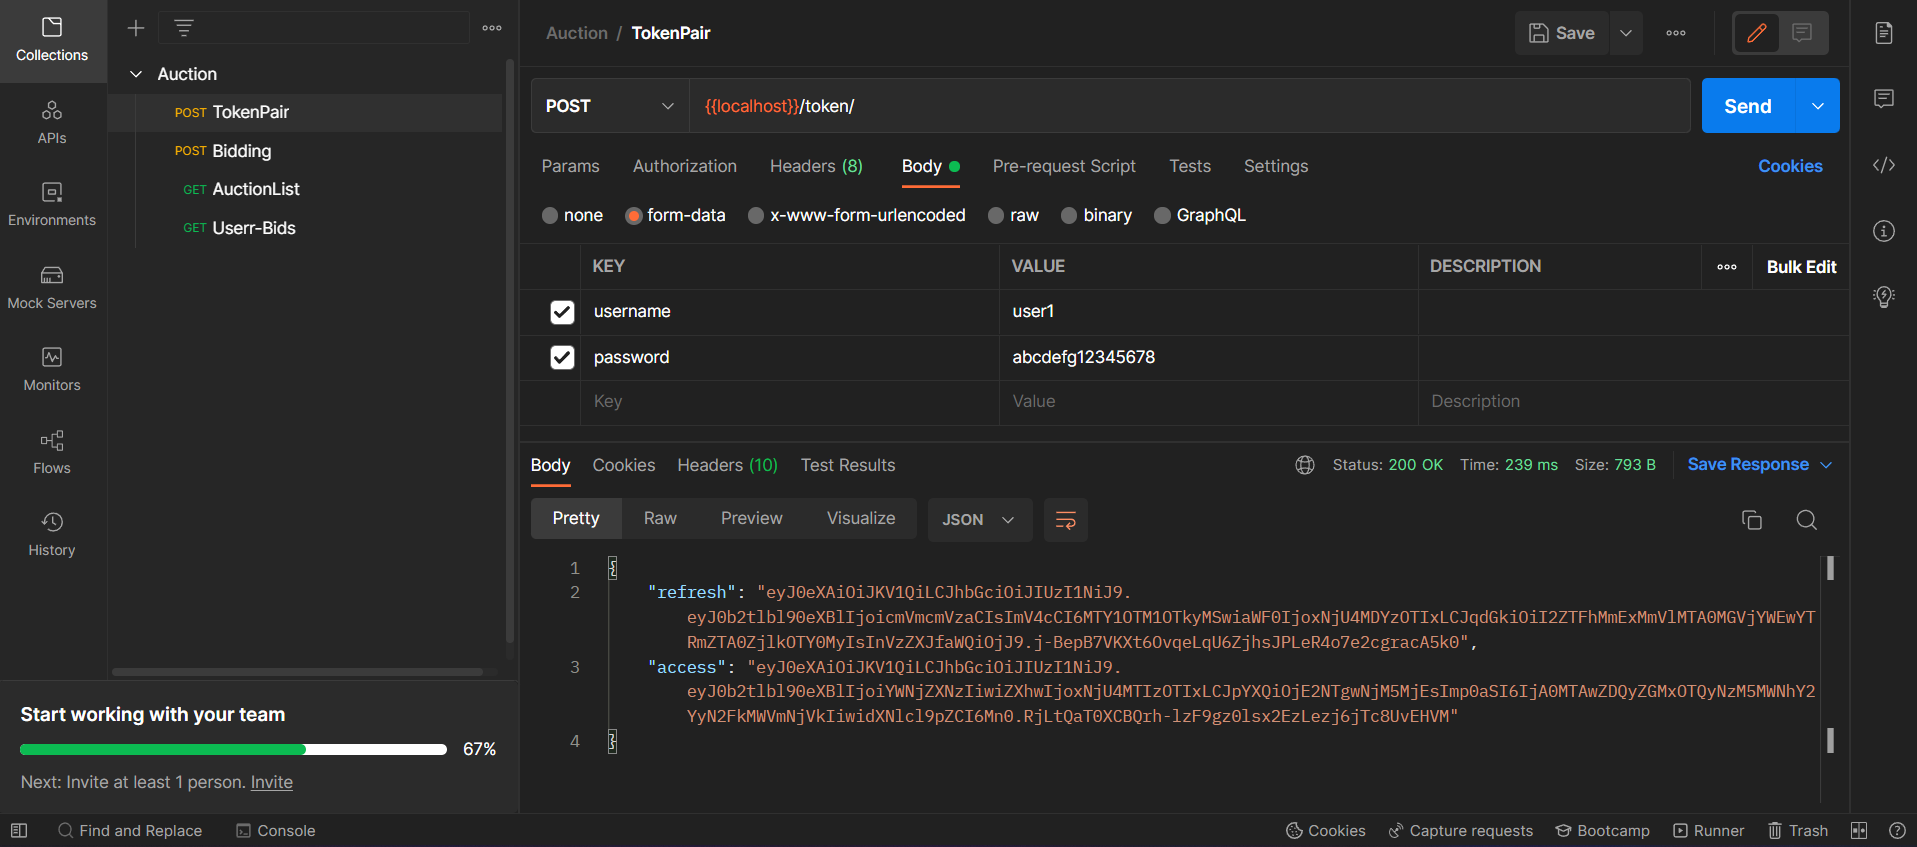 Collections
APIs
Environments
Mock Servers
Monitors
Flows
History
Auction
POST TokenPair
POST Bidding
GET AuctionList
GET Userr-Bids
Start working with your team
67%
Next: Invite at least 1 person. Invite
Auction / TokenPair
Save
POST
{{localhost}}/token/
Send
Params Authorization Headers (8) Body Pre-request Script Tests Settings Cookies
none form-data x-www-form-urlencoded raw binary GraphQL
KEY VALUE DESCRIPTION Bulk Edit
username user1
password abcdefg12345678
Key Value Description
Body Cookies Headers (10) Test Results Status: 200 OK Time: 239 ms Size: 793 B Save Response
Pretty Raw Preview Visualize JSON
1 {
2 "refresh": "eyJ0eXAiOiJKV1QiLCJhbGciOiJIUzI1NiJ9.
eyJ0b2tlbl90eXBlIjoicmVmcmVzaCIsImV4cCI6MTY1OTM1OTkyMSwiaWF0IjoxNjU4MDYzOTIxLCJqdGkiOiI2ZTFhMmExMmVlMTA0MGVjYWEwYT
RmZTA0ZjlkOTY0MyIsInVzZXJfaWQiOjJ9.j-BepB7VKXt6OvqeLqU6ZjhsJPLeR4o7e2cgracA5k0",
3 "access": "eyJ0eXAiOiJKV1QiLCJhbGciOiJIUzI1NiJ9.
eyJ0b2tlbl90eXBlIjoiYWNjZXNzIiwiZXhwIjoxNjU4MTIzOTIxLCJpYXQiOjE2NTgwNjM5MjEsImp0aSI6IjA0MTAwZDQyZGMxOTQyNzM5MWNhY2
YyN2FkMWVmNjVkIiwidXNlcl9pZCI6Mn0.RjLtQaT0XCBQrh-lzF9gz0lsx2EzLezj6jTc8UvEHVM"
4 }
Find and Replace Console Cookies Capture requests Bootcamp Runner Trash